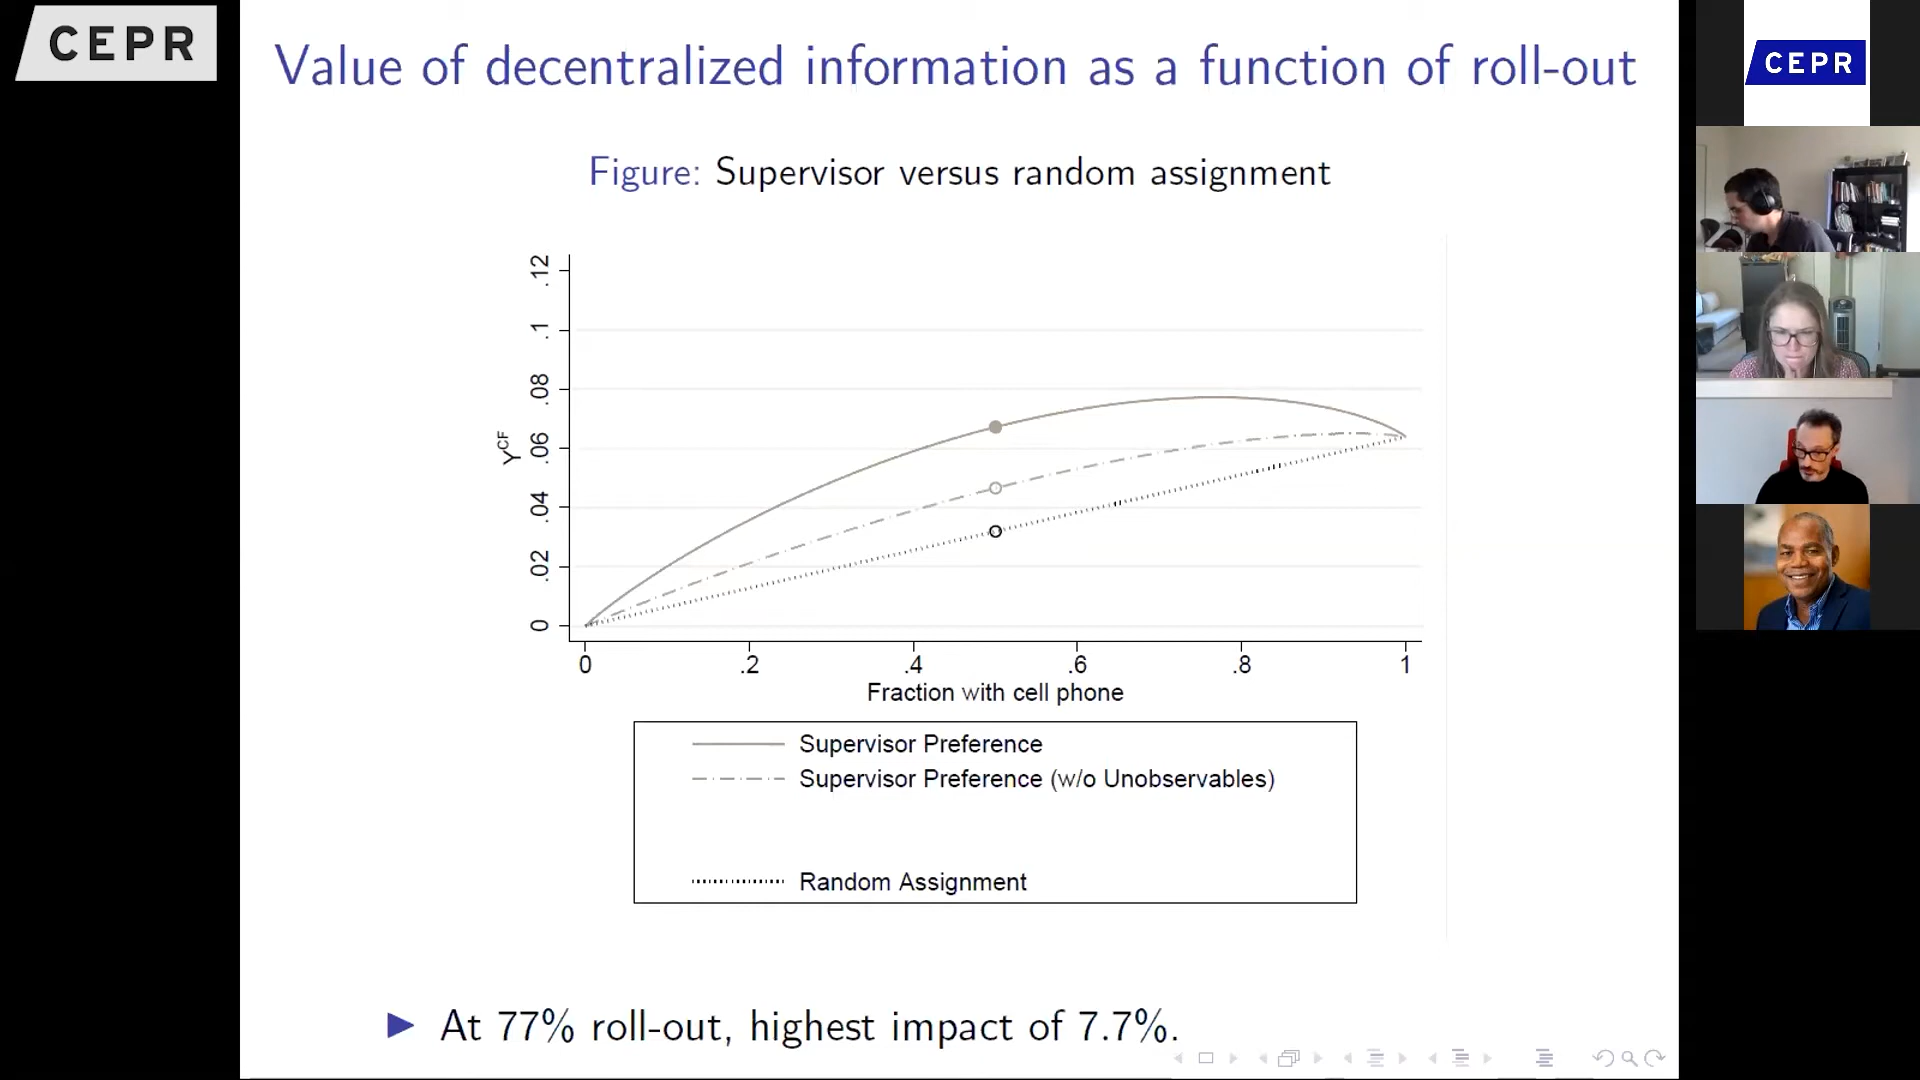 CEPR
Value of decentralized information as a function of roll-out
CEPR
Figure: Supervisor versus random assignment
.12
.1
.08
.06
.04
.02
0
Y^CF
0 .2 .4 .6 .8 1
Fraction with cell phone
Supervisor Preference
Supervisor Preference (w/o Unobservables)
Random Assignment
At 77% roll-out, highest impact of 7.7%.